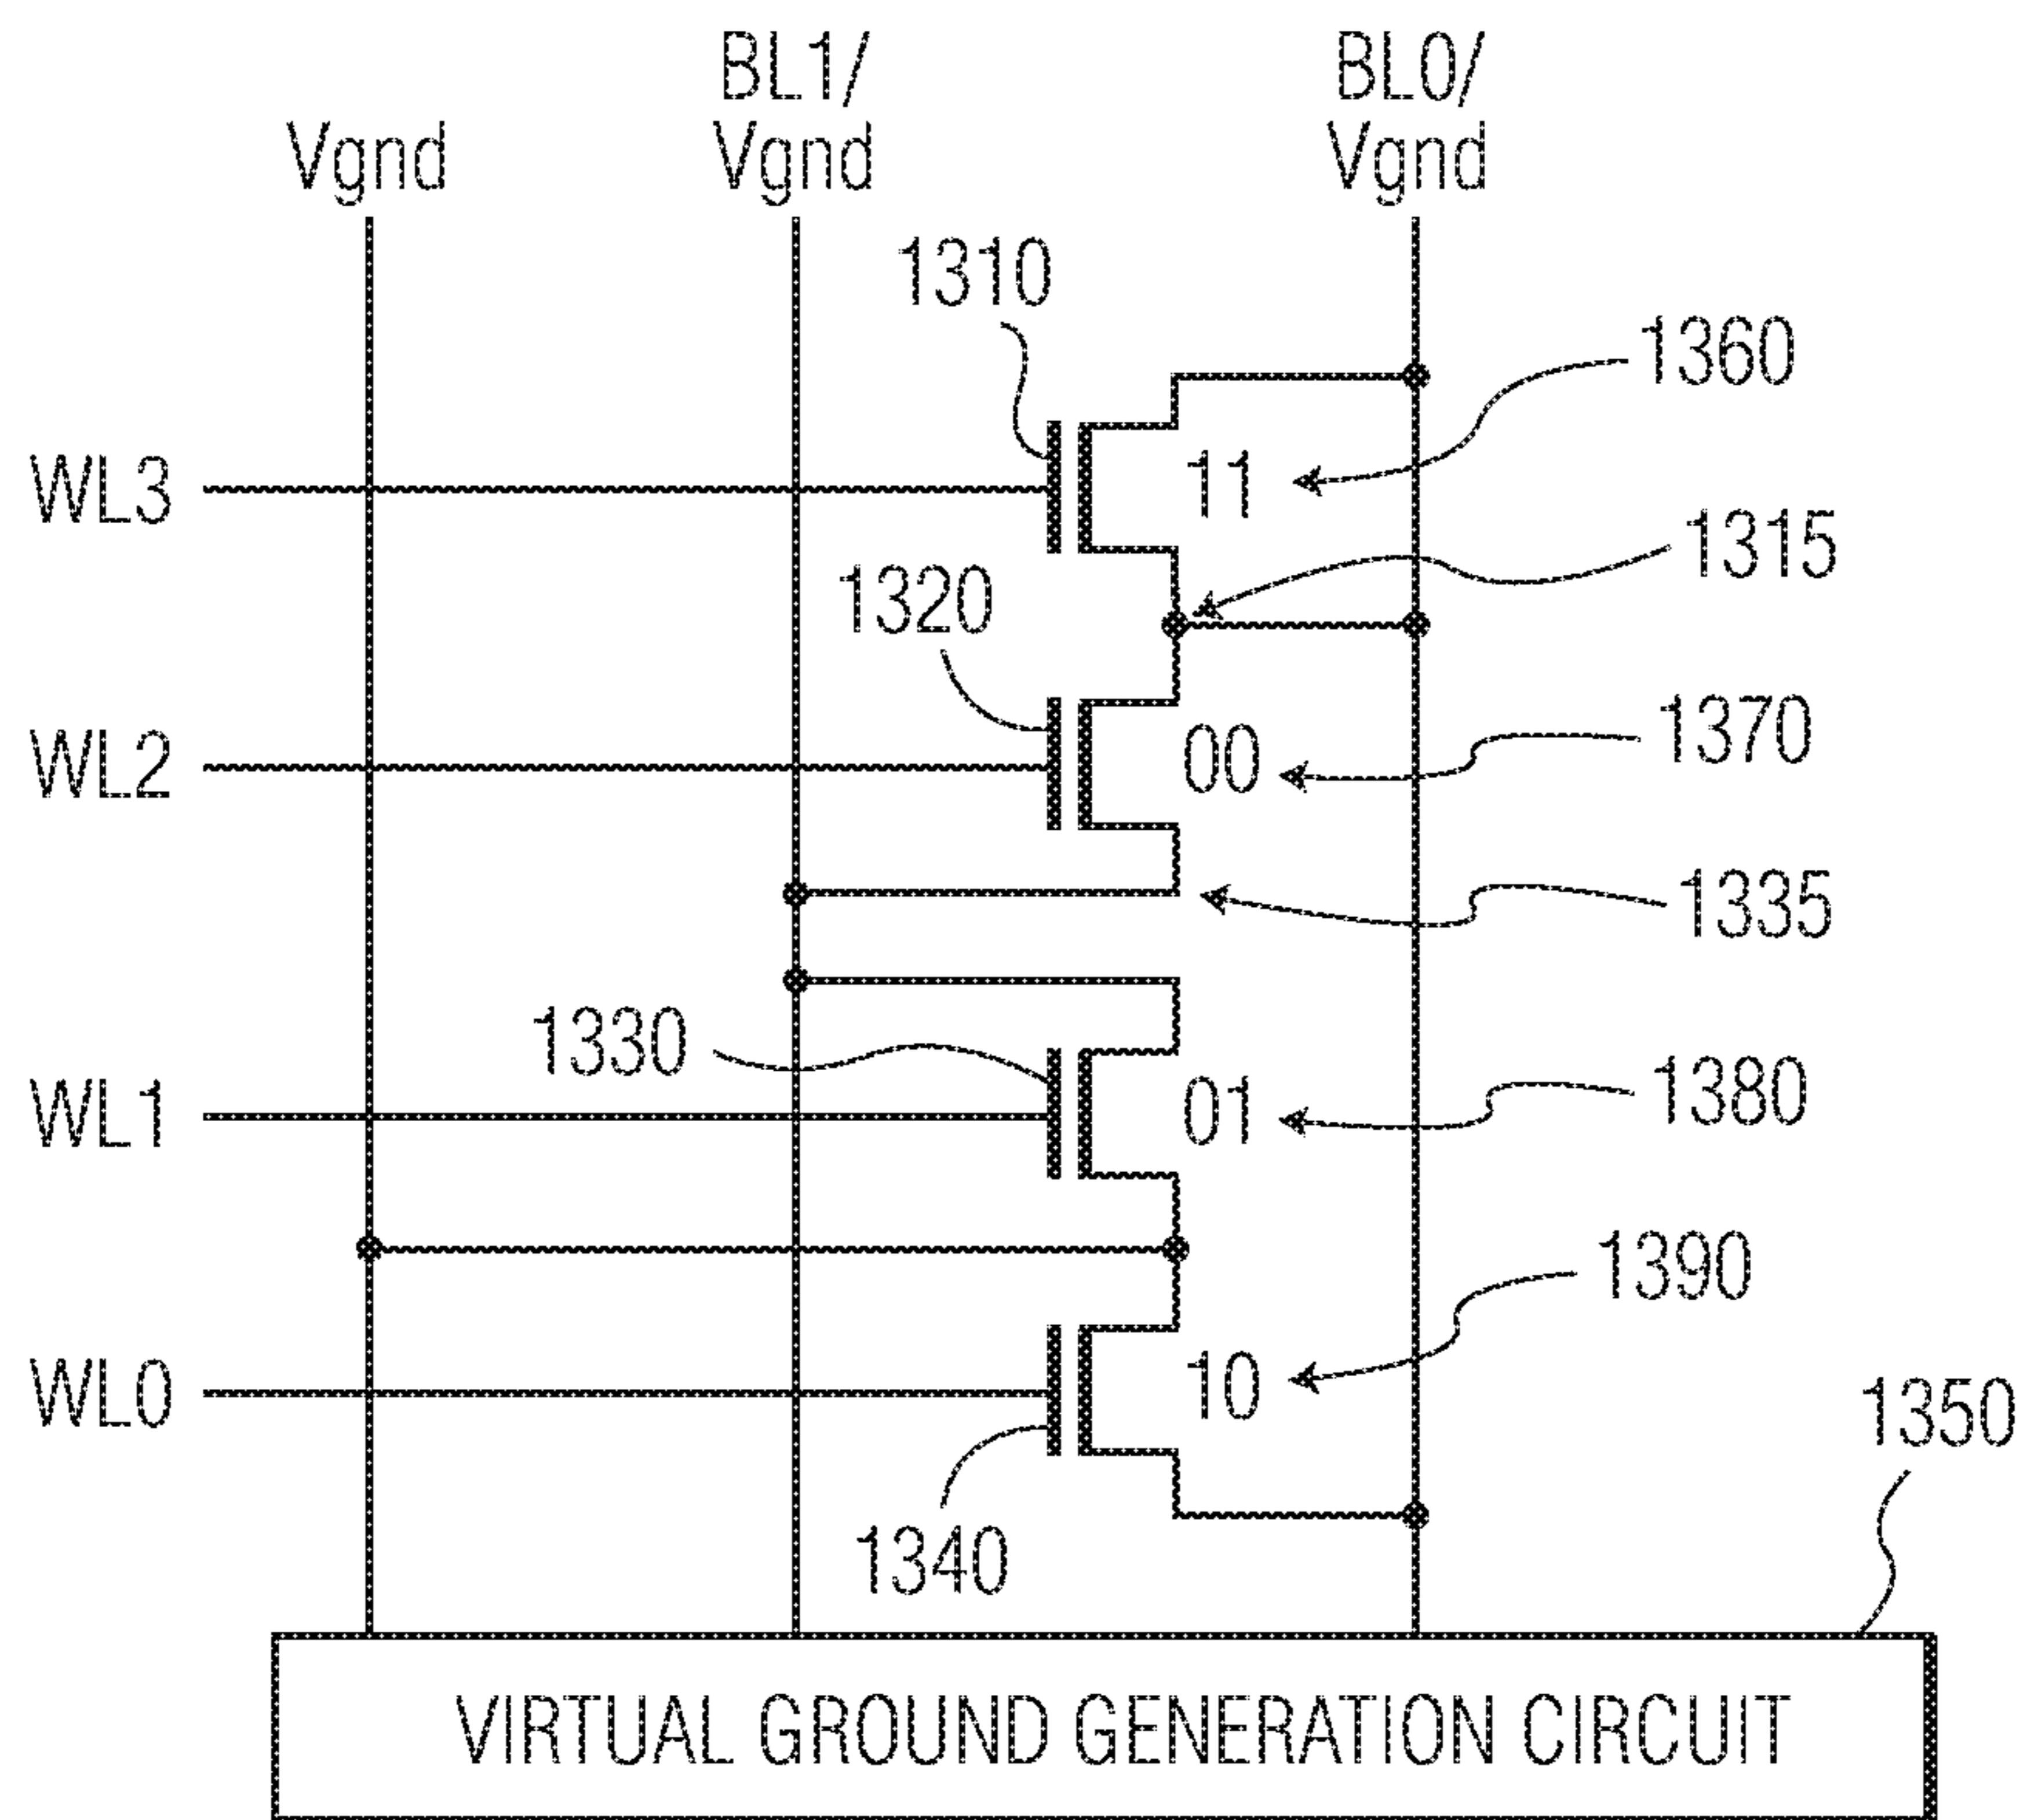 BL1/
BL0/
Vgnd
Vgnd
Vgnd
1310
1360
WL3
11
1315
1320
WL2
00
1370
1335
1330
WL1
01
1380
1390
WL0
10
1350
1340
VIRTUAL GROUND GENERATION CIRCUIT